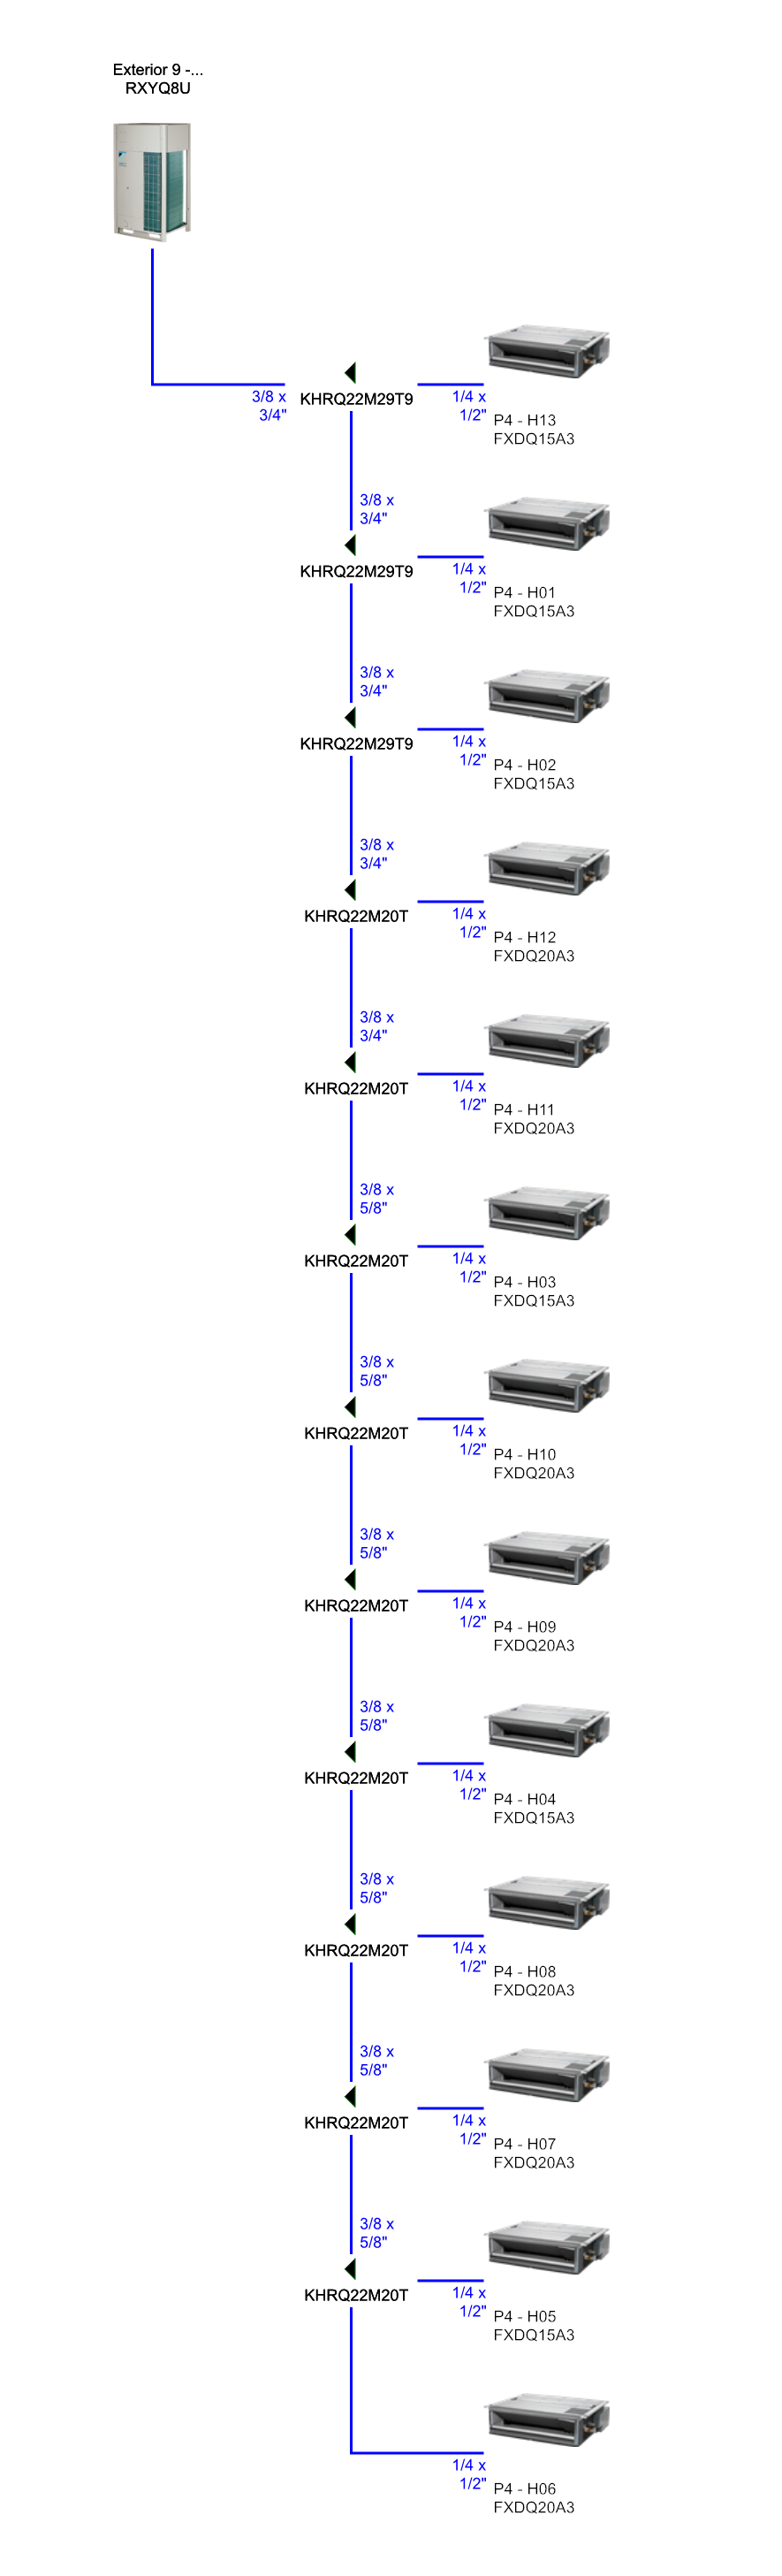 Exterior 9 -...
RXYQ8U
3/8 x
3/4"
KHRQ22M29T9
1/4 x
1/2"
P4 - H13
FXDQ15A3
3/8 x
3/4"
KHRQ22M29T9
1/4 x
1/2"
P4 - H01
FXDQ15A3
3/8 x
3/4"
KHRQ22M29T9
1/4 x
1/2"
P4 - H02
FXDQ15A3
3/8 x
3/4"
KHRQ22M20T
1/4 x
1/2"
P4 - H12
FXDQ20A3
3/8 x
3/4"
KHRQ22M20T
1/4 x
1/2"
P4 - H11
FXDQ20A3
3/8 x
5/8"
KHRQ22M20T
1/4 x
1/2"
P4 - H03
FXDQ15A3
3/8 x
5/8"
KHRQ22M20T
1/4 x
1/2"
P4 - H10
FXDQ20A3
3/8 x
5/8"
KHRQ22M20T
1/4 x
1/2"
P4 - H09
FXDQ20A3
3/8 x
5/8"
KHRQ22M20T
1/4 x
1/2"
P4 - H04
FXDQ15A3
3/8 x
5/8"
KHRQ22M20T
1/4 x
1/2"
P4 - H08
FXDQ20A3
3/8 x
5/8"
KHRQ22M20T
1/4 x
1/2"
P4 - H07
FXDQ20A3
3/8 x
5/8"
KHRQ22M20T
1/4 x
1/2"
P4 - H05
FXDQ15A3
1/4 x
1/2"
P4 - H06
FXDQ20A3